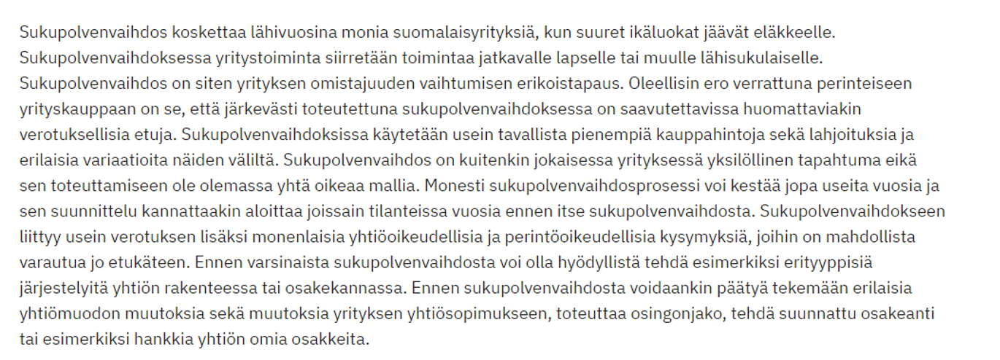 Sukupolvenvaihdos koskettaa lähivuosina monia suomalaisyrityksiä, kun suuret ikäluokat jäävät eläkkeelle.
Sukupolvenvaihdoksessa yritystoiminta siirretään toimintaa jatkavalle lapselle tai muulle lähisukulaiselle.
Sukupolvenvaihdos on siten yrityksen omistajuuden vaihtumisen erikoistapaus. Oleellisin ero verrattuna perinteiseen
yrityskauppaan on se, että järkevästi toteutettuna sukupolvenvaihdoksessa on saavutettavissa huomattaviakin
verotuksellisia etuja. Sukupolvenvaihdoksissa käytetään usein tavallista pienempiä kauppahintoja sekä lahjoituksia ja
erilaisia variaatioita näiden väliltä. Sukupolvenvaihdos on kuitenkin jokaisessa yrityksessä yksilöllinen tapahtuma eikä
sen toteuttamiseen ole olemassa yhtä oikeaa mallia. Monesti sukupolvenvaihdosprosessi voi kestää jopa useita vuosia ja
sen suunnittelu kannattaakin aloittaa joissain tilanteissa vuosia ennen itse sukupolvenvaihdosta. Sukupolvenvaihdokseen
liittyy usein verotuksen lisäksi monenlaisia yhtiöoikeudellisia ja perintöoikeudellisia kysymyksiä, joihin on mahdollista
varautua jo etukäteen. Ennen varsinaista sukupolvenvaihdosta voi olla hyödyllistä tehdä esimerkiksi erityyppisiä
järjestelyitä yhtiön rakenteessa tai osakekannassa. Ennen sukupolvenvaihdosta voidaankin päätyä tekemään erilaisia
yhtiömuodon muutoksia sekä muutoksia yrityksen yhtiösopimukseen, toteuttaa osingonjako, tehdä suunnattu osakeanti
tai esimerkiksi hankkia yhtiön omia osakkeita.